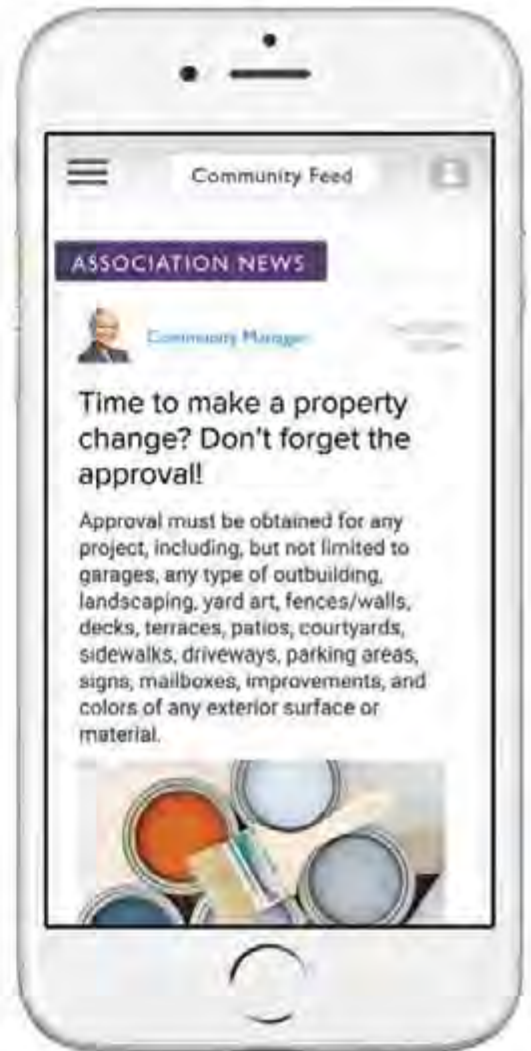 Community Feed
ASSOCIATION NEWS
Community Manager
Time to make a property
change? Don't forget the
approval!
Approval must be obtained for any
project, including, but not limited to
garages, any type of outbuilding,
landscaping, yard art, fences/walls,
decks, terraces, patios, courtyards,
sidewalks, driveways, parking areas,
signs, mailboxes, improvements, and
colors of any exterior surface or
material.